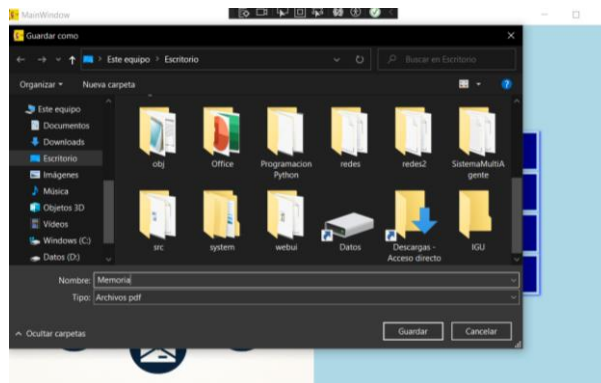 MainWindow
Guardar como
Este equipo > Escritorio
Buscar en Escritorio
Organizar
Nueva carpeta
Este equipo
Documentos
Downloads
Escritorio
Imágenes
Música
Objetos 3D
Vídeos
Windows (C:)
Datos (D:)
obj
Office
Programacion Python
redes
redes2
SistemaMultiA
gente
src
system
webui
Datos
Descargas -
Acceso directo
IGU
Nombre: Memoria
Tipo: Archivos pdf
Ocultar carpetas
Guardar
Cancelar